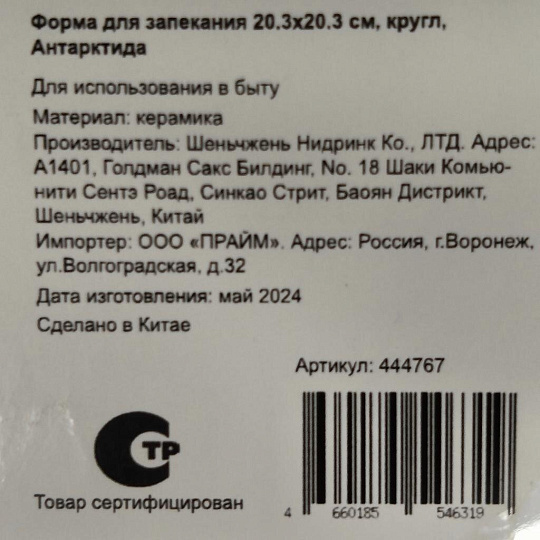 Форма для запекания 20.3х20.3 см, кругл,
Антарктида
Для использования в быту
Материал: керамика
Производитель: Шеньчжень Нидринк Ко., ЛТД. Адрес:
А1401, Голдман Сакс Билдинг, No. 18 Шаки Комью-
нити Сентэ Роад, Синкао Стрит, Баоян Дистрикт,
Шеньчжень, Китай
Импортер: ООО «ПРАЙМ». Адрес: Россия, г.Воронеж,
ул.Волгоградская, д.32
Дата изготовления: май 2024
Сделано в Китае
Артикул: 444767
ТР
Товар сертифицирован
4 660185 546319